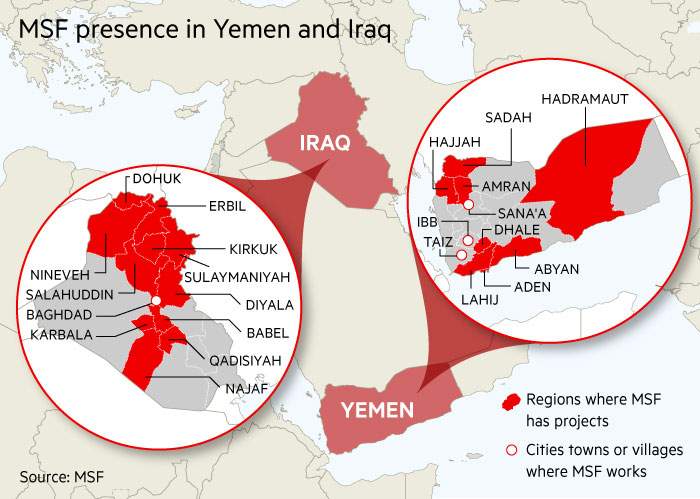 MSF presence in Yemen and Iraq
IRAQ
DOHUK
ERBIL
KIRKUK
NINEVEH
SULAYMANIYAH
SALAHUDDIN
BAGHDAD
DIYALA
KARBALA
BABEL
QADISIYAH
NAJAF
HADRAMAUT
SADAH
HAJJAH
AMRAN
SANA'A
IBB
DHALE
TAIZ
ABYAN
ADEN
LAHIJ
YEMEN
Regions where MSF
has projects
Cities towns or villages
where MSF works
Source: MSF